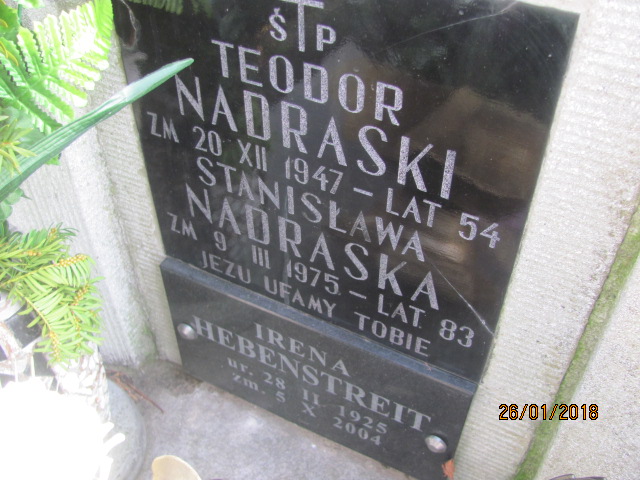 Ś P
TEODOR
NADRASKI
ZM 20 XII 1947 – LAT 54
STANISŁAWA
NADRASKA
ZM 9 III 1975 – LAT 83
JEZU UFAMY TOBIE
IRENA
HEBENSTREIT
ur. 28 II 1925
zm. 5 X 2004
26/01/2018